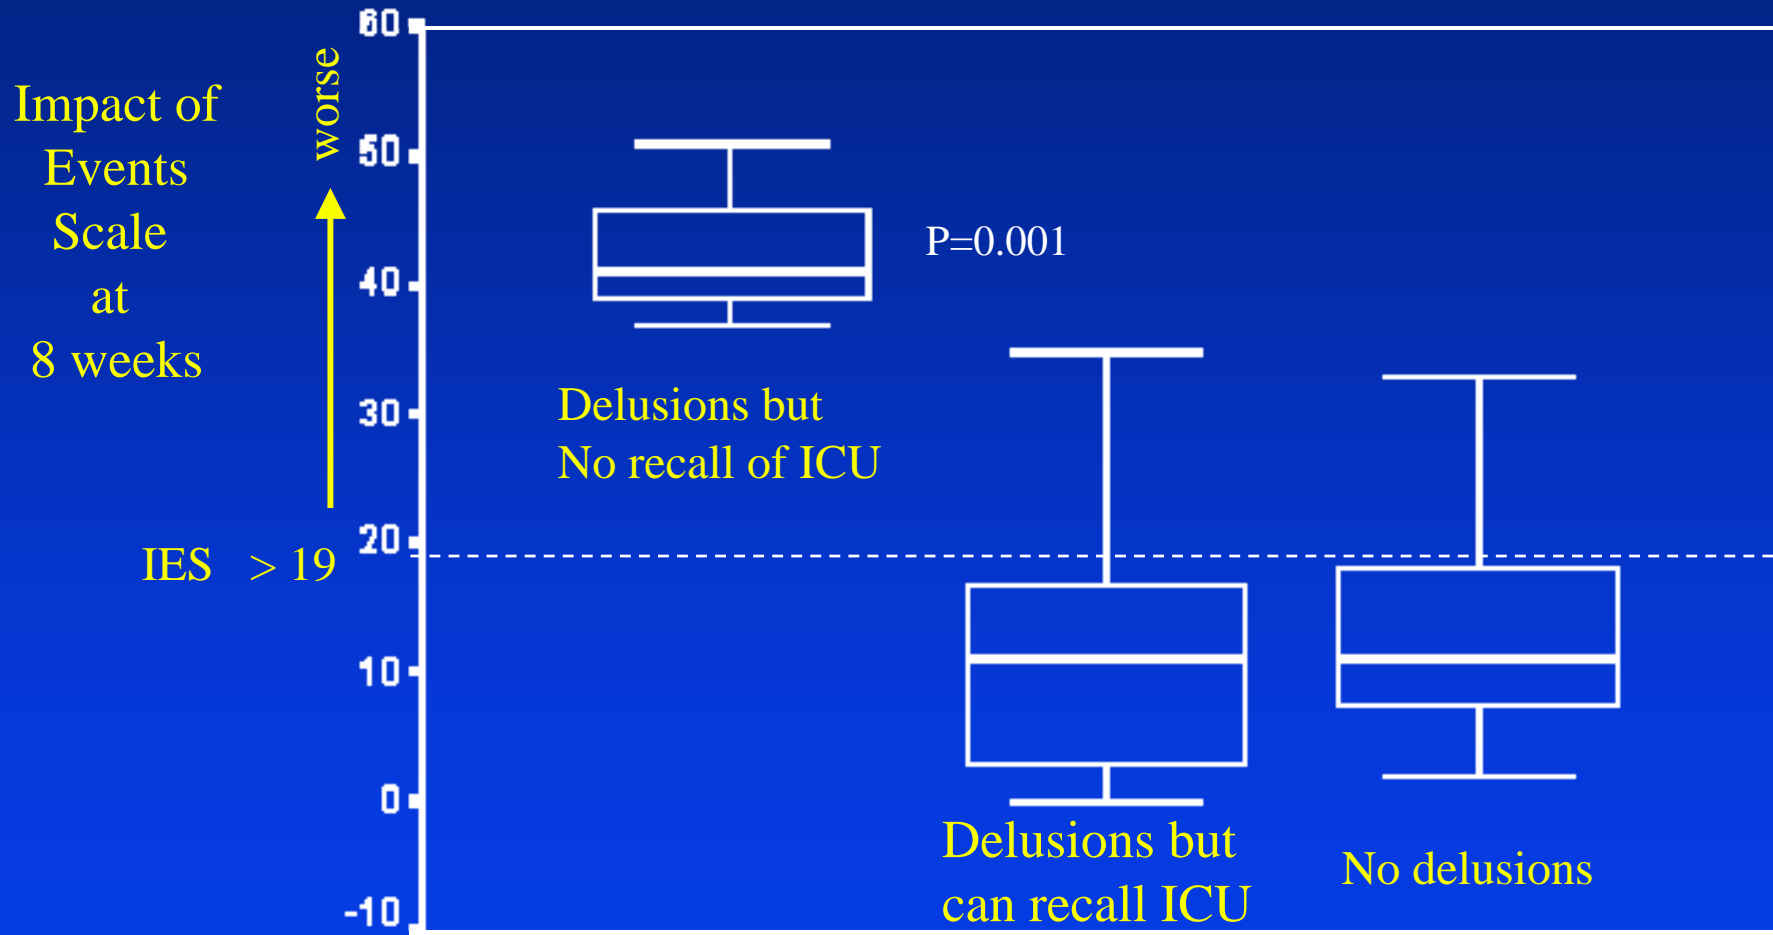 Impact of
Events
Scale
at
8 weeks
worse
60
50
40
30
20
10
0
-10
IES > 19
P=0.001
Delusions but
No recall of ICU
Delusions but
can recall ICU
No delusions